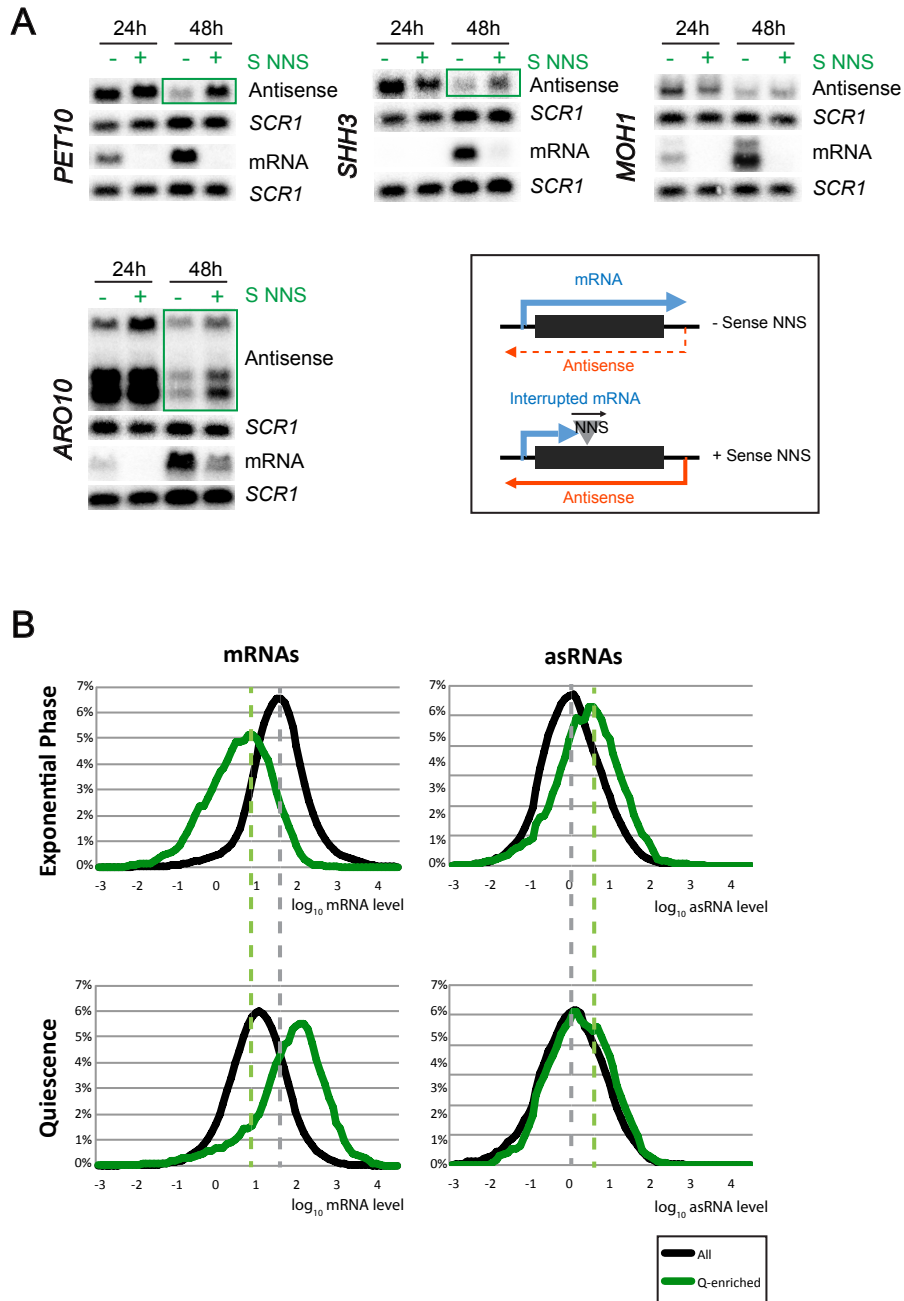 A
24h 48h
- + - + S NNS
Antisense
SCR1
mRNA
SCR1
PET10
24h 48h
- + - + S NNS
Antisense
SCR1
mRNA
SCR1
SHH3
24h 48h
- + - + S NNS
Antisense
SCR1
mRNA
SCR1
MOH1
24h 48h
- + - + S NNS
Antisense
SCR1
mRNA
SCR1
ARO10
mRNA
- Sense NNS
Antisense
Interrupted mRNA
NNS
+ Sense NNS
Antisense
B
mRNAs
asRNAs
Exponential Phase
7%
6%
5%
4%
3%
2%
1%
0%
-3 -2 -1 0 1 2 3 4
log10 mRNA level
7%
6%
5%
4%
3%
2%
1%
0%
-3 -2 -1 0 1 2 3 4
log10 asRNA level
Quiescence
7%
6%
5%
4%
3%
2%
1%
0%
-3 -2 -1 0 1 2 3 4
log10 mRNA level
7%
6%
5%
4%
3%
2%
1%
0%
-3 -2 -1 0 1 2 3 4
log10 asRNA level
All
Q-enriched